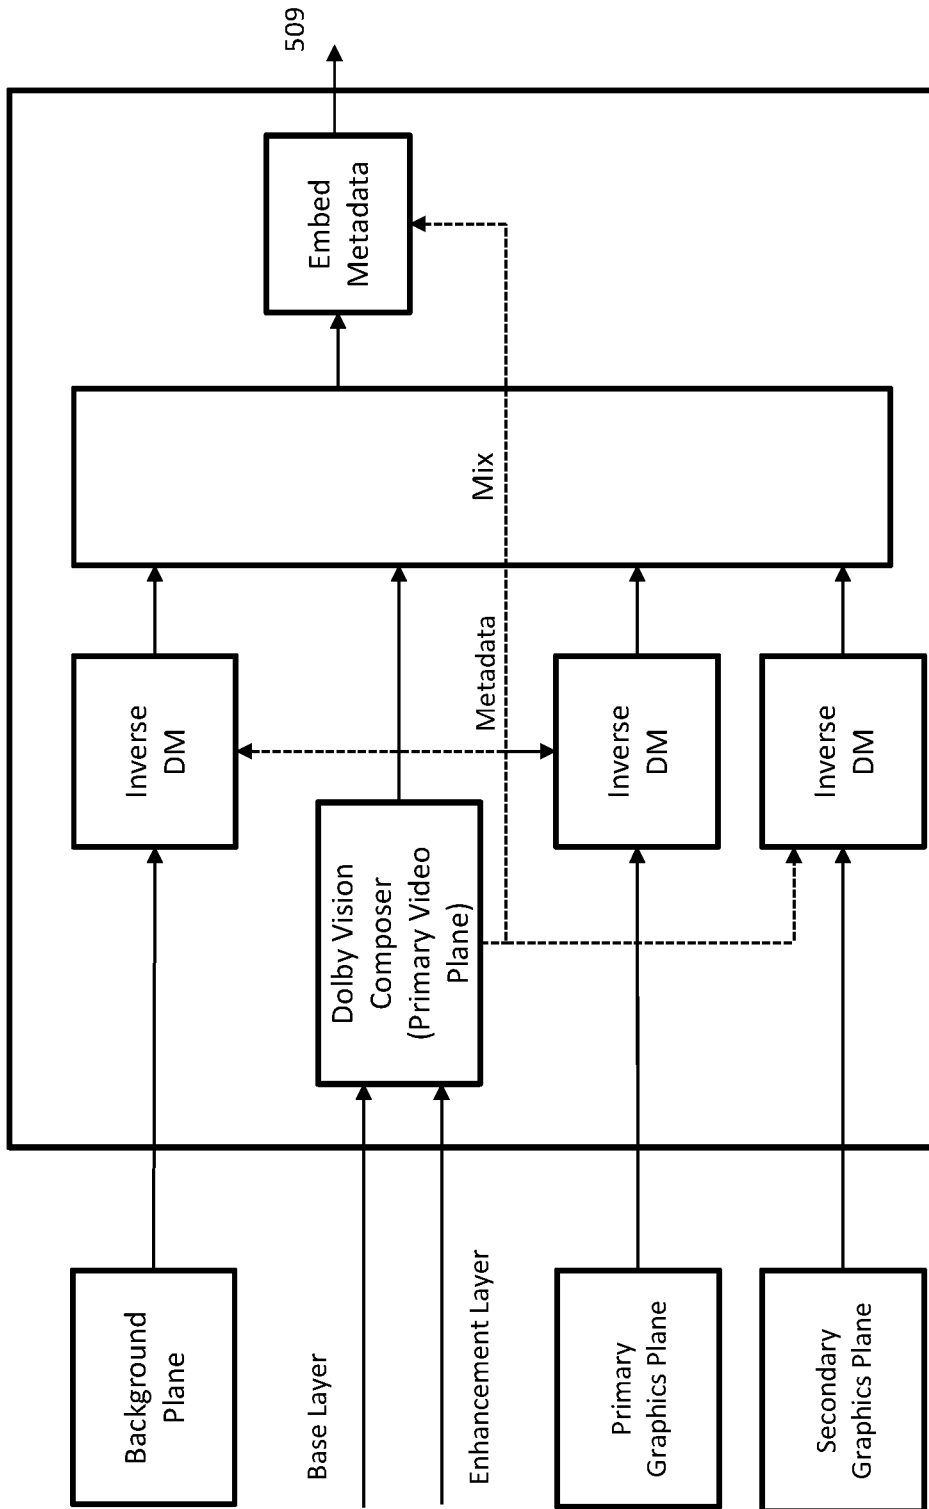 Background
Plane
Base Layer
Enhancement Layer
Primary
Graphics Plane
Secondary
Graphics Plane
Inverse
DM
Dolby Vision
Composer
(Primary Video
Plane)
Metadata
Inverse
DM
Inverse
DM
Mix
Embed
Metadata
509